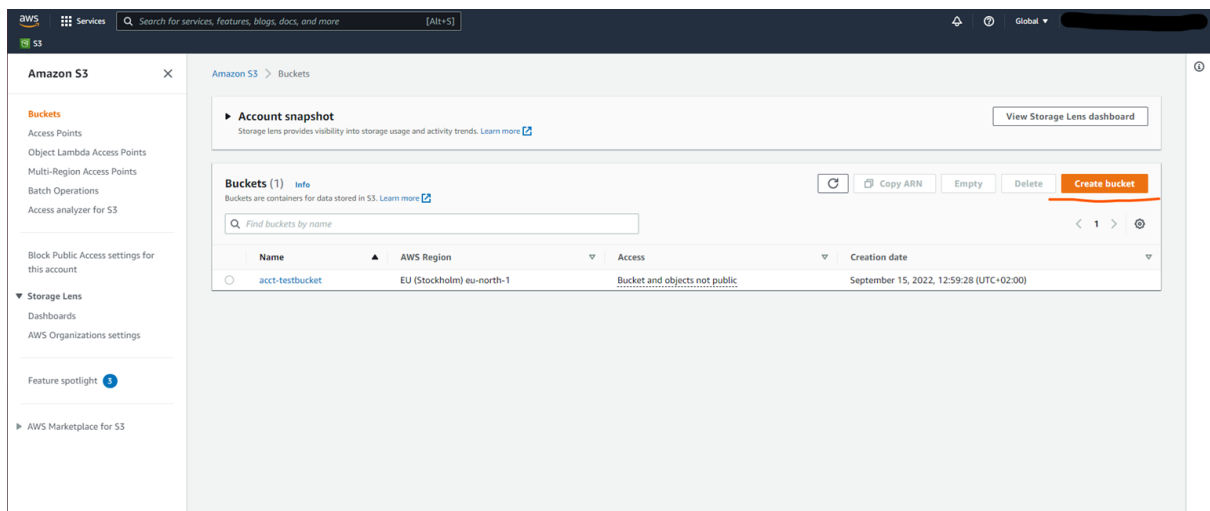 aws
Services
Search for services, features, blogs, docs, and more
[Alt+S]
Global
S3
Amazon S3
Buckets
Access Points
Object Lambda Access Points
Multi-Region Access Points
Batch Operations
Access analyzer for S3
Block Public Access settings for
this account
Storage Lens
Dashboards
AWS Organizations settings
Feature spotlight 3
AWS Marketplace for S3
Amazon S3 > Buckets
Account snapshot
Storage lens provides visibility into storage usage and activity trends. Learn more
View Storage Lens dashboard
Buckets (1) Info
Buckets are containers for data stored in S3. Learn more
Copy ARN
Empty
Delete
Create bucket
Find buckets by name
< 1 >
Name AWS Region Access Creation date
acct-testbucket EU (Stockholm) eu-north-1 Bucket and objects not public September 15, 2022, 12:59:28 (UTC+02:00)